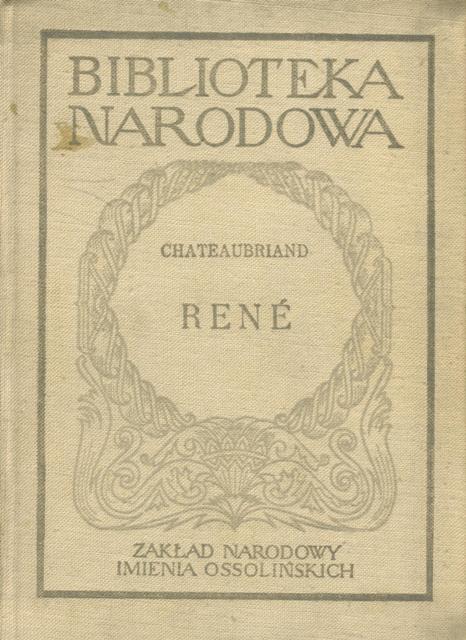 BIBLIOTEKA
NARODOWA
CHATEAUBRIAND
RENÉ
ZAKŁAD NARODOWY
IMIENIA OSSOLIŃSKICH